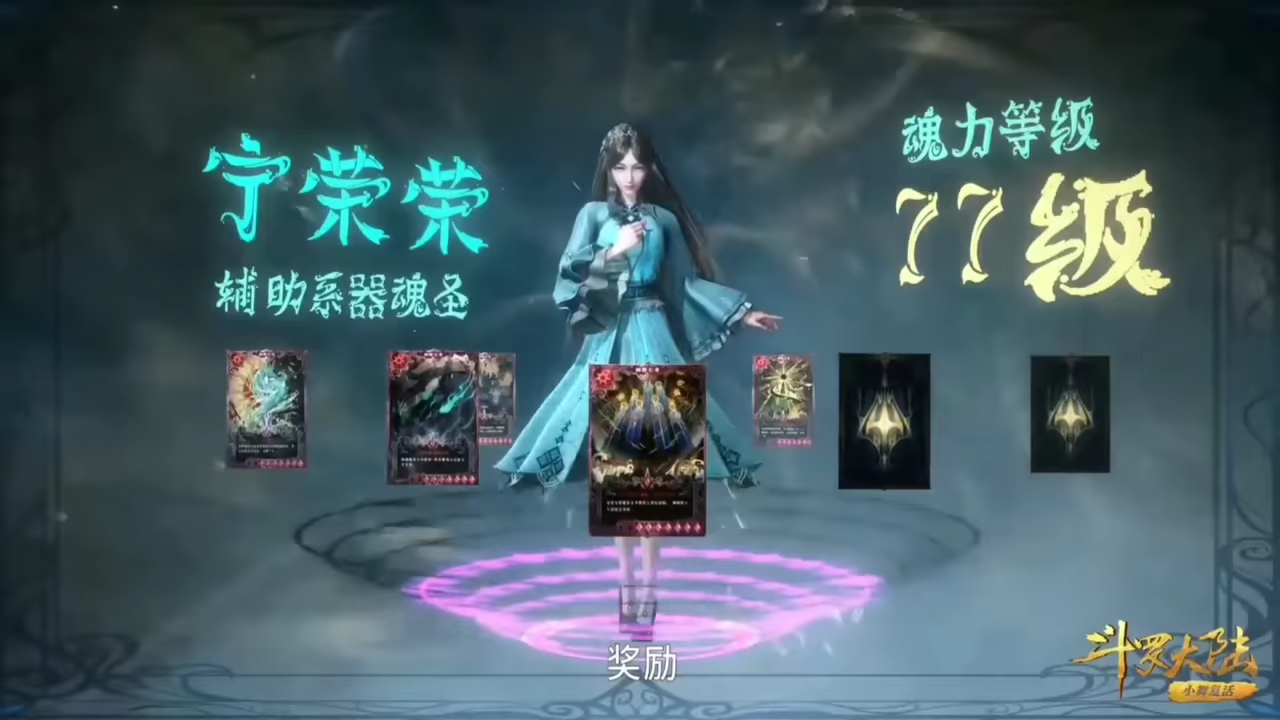 宁荣荣
辅助系器魂圣
魂力等级
77级
奖励
斗罗大陆
小舞复活